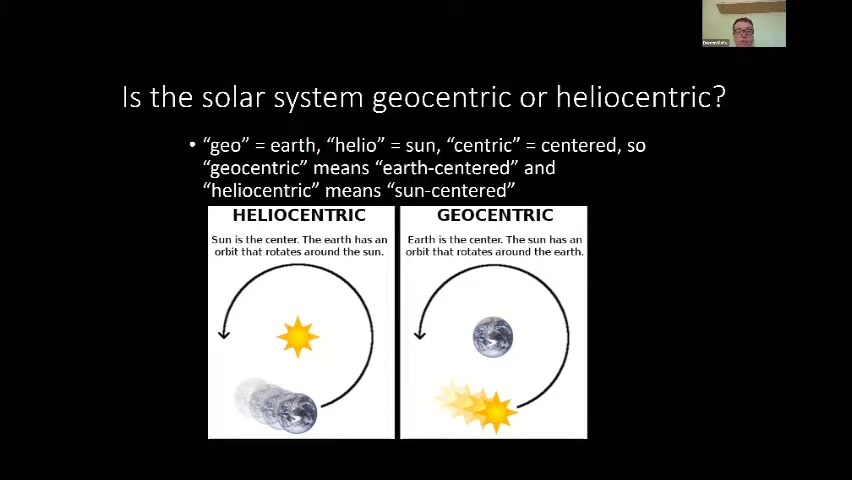 Darren Kelly
Is the solar system geocentric or heliocentric?
• “geo” = earth, “helio” = sun, “centric” = centered, so
“geocentric” means “earth-centered” and
“heliocentric” means “sun-centered”
HELIOCENTRIC
Sun is the center. The earth has an
orbit that rotates around the sun.
GEOCENTRIC
Earth is the center. The sun has an
orbit that rotates around the earth.